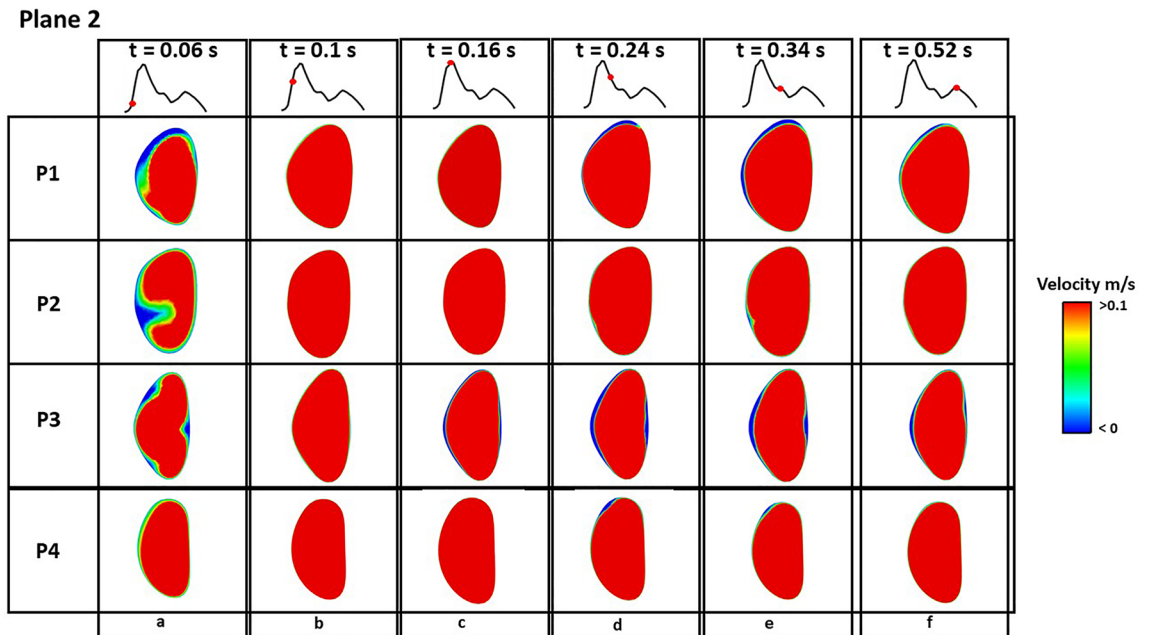 Plane 2
t = 0.06 s t = 0.1 s t = 0.16 s t = 0.24 s t = 0.34 s t = 0.52 s
P1
P2
Velocity m/s
>0.1
< 0
P3
P4
a b c d e f